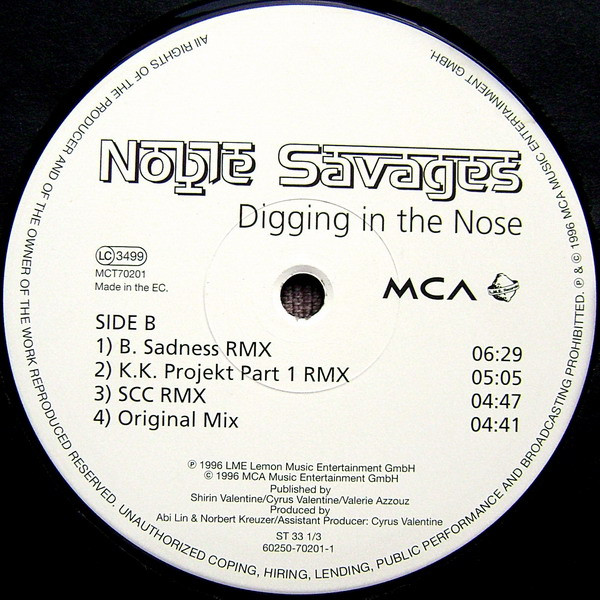 Noble Savages
Digging in the Nose
LC 3499
MCT70201
Made in the EC.
MCA
SIDE B
1) B. Sadness RMX 06:29
2) K.K. Projekt Part 1 RMX 05:05
3) SCC RMX 04:47
4) Original Mix 04:41
℗ 1996 LME Lemon Music Entertainment GmbH
© 1996 MCA Music Entertainment GmbH
Published by
Shirin Valentine/Cyrus Valentine/Valerie Azzouz
Produced by
Abi Lin & Norbert Kreuzer/Assistant Producer: Cyrus Valentine
ST 33 1/3
60250-70201-1
All RIGHTS OF THE PRODUCER AND OF THE OWNER OF THE WORK REPRODUCED RESERVED. UNAUTHORIZED COPING, HIRING, LENDING, PUBLIC PERFORMANCE AND BROADCASTING PROHIBITED. ℗ & © 1996 MCA MUSIC ENTERTAINMENT GMBH.